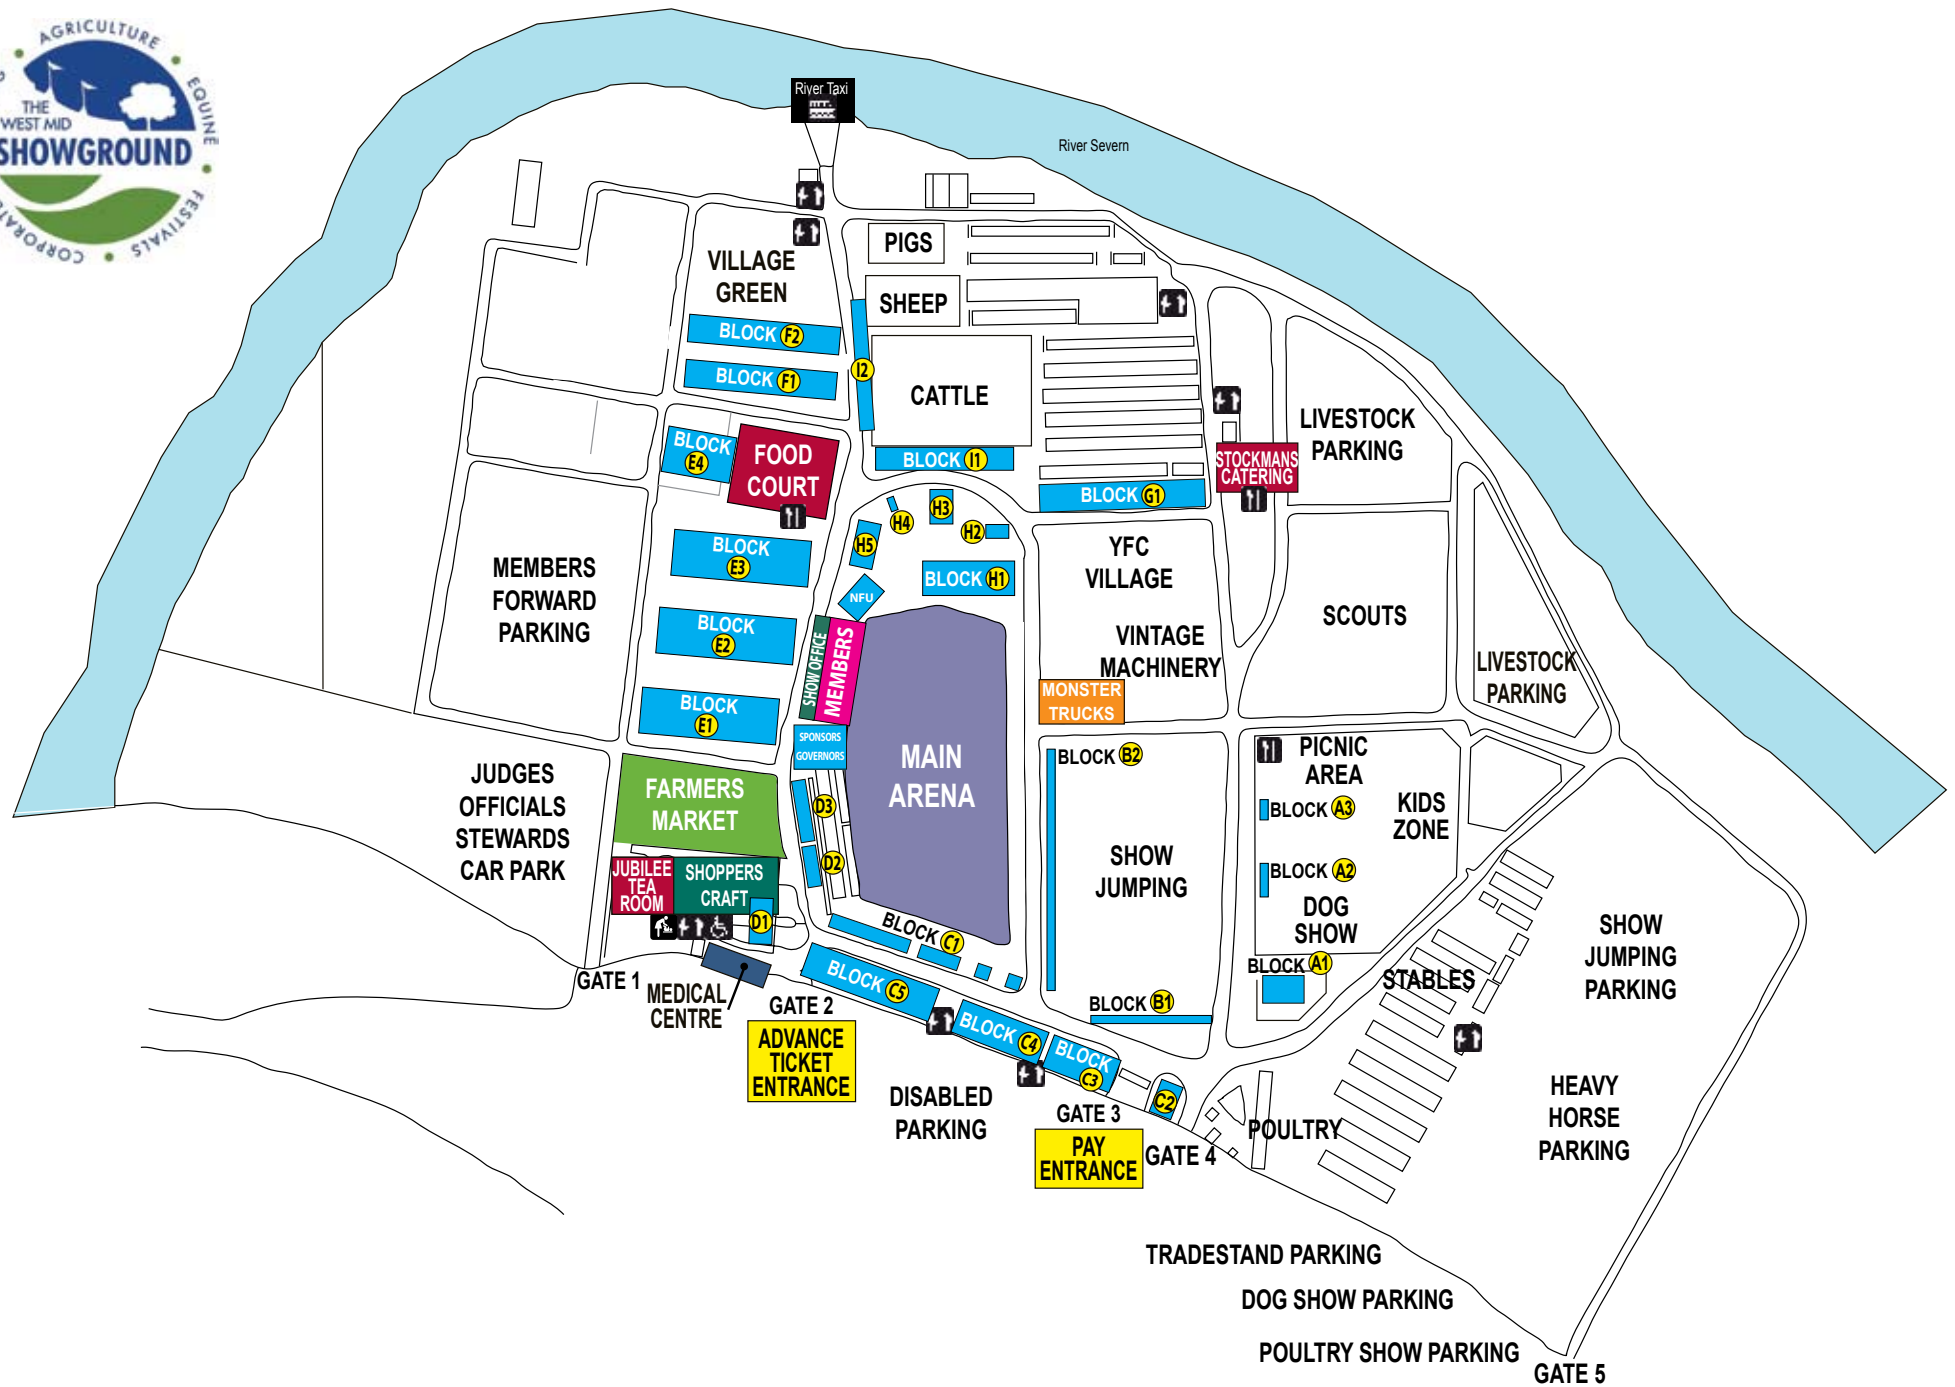 AGRICULTURE
EQUINE
FESTIVALS
THE
WEST MID
SHOWGROUND
River Taxi
River Severn
VILLAGE
GREEN
PIGS
SHEEP
BLOCK F2
BLOCK F1
I2
CATTLE
BLOCK I1
BLOCK
E4
FOOD
COURT
STOCKMANS
CATERING
LIVESTOCK
PARKING
BLOCK G1
H4
H3
H2
H5
BLOCK H1
NFU
BLOCK
E3
YFC
VILLAGE
MEMBERS
FORWARD
PARKING
BLOCK
E2
SHOW OFFICE
MEMBERS
VINTAGE
MACHINERY
SCOUTS
LIVESTOCK
PARKING
MONSTER
TRUCKS
BLOCK
E1
SPONSORS
GOVERNORS
MAIN
ARENA
BLOCK B2
PICNIC
AREA
JUDGES
OFFICIALS
STEWARDS
CAR PARK
FARMERS
MARKET
D3
D2
BLOCK A3
KIDS
ZONE
SHOW
JUMPING
BLOCK A2
JUBILEE
TEA
ROOM
SHOPPERS
CRAFT
D1
DOG
SHOW
BLOCK C1
BLOCK A1
STABLES
SHOW
JUMPING
PARKING
GATE 1
MEDICAL
CENTRE
BLOCK C5
GATE 2
ADVANCE
TICKET
ENTRANCE
BLOCK B1
BLOCK C4
BLOCK
C3
C2
DISABLED
PARKING
GATE 3
PAY
ENTRANCE
GATE 4
POULTRY
HEAVY
HORSE
PARKING
TRADESTAND PARKING
DOG SHOW PARKING
POULTRY SHOW PARKING
GATE 5